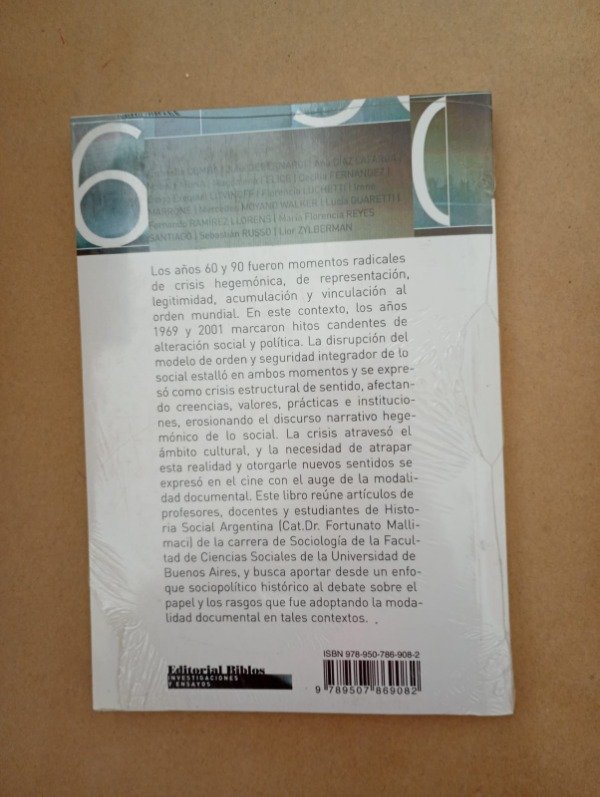 6
DÍAZ LAFARGA
ELICE | Cecilia FERNÁNDEZ |
Florencia LUCHETTI | Irene
MARRONE | Mercedes MOYANO WALKER | Lucía QUARETTI |
Fernando RAMÍREZ LLORENS | María Florencia REYES
SANTIAGO | Sebastián RUSSO | Lior ZYLBERMAN
Los años 60 y 90 fueron momentos radicales
de crisis hegemónica, de representación,
legitimidad, acumulación y vinculación al
orden mundial. En este contexto, los años
1969 y 2001 marcaron hitos candentes de
alteración social y política. La disrupción del
modelo de orden y seguridad integrador de lo
social estalló en ambos momentos y se expre-
só como crisis estructural de sentido, afectan-
do creencias, valores, prácticas e institucio-
nes, erosionando el discurso narrativo hege-
mónico de lo social. La crisis atravesó el
ámbito cultural, y la necesidad de atrapar
esta realidad y otorgarle nuevos sentidos se
expresó en el cine con el auge de la modali-
dad documental. Este libro reúne artículos de
profesores, docentes y estudiantes de Histo-
ria Social Argentina (Cat.Dr. Fortunato Malli-
maci) de la carrera de Sociología de la Facul-
tad de Ciencias Sociales de la Universidad de
Buenos Aires, y busca aportar desde un enfo-
que sociopolítico histórico al debate sobre el
papel y los rasgos que fue adoptando la moda-
lidad documental en tales contextos.
ISBN 978-950-786-908-2
Editorial Biblos
INVESTIGACIONES
Y ENSAYOS
9 789507 869082